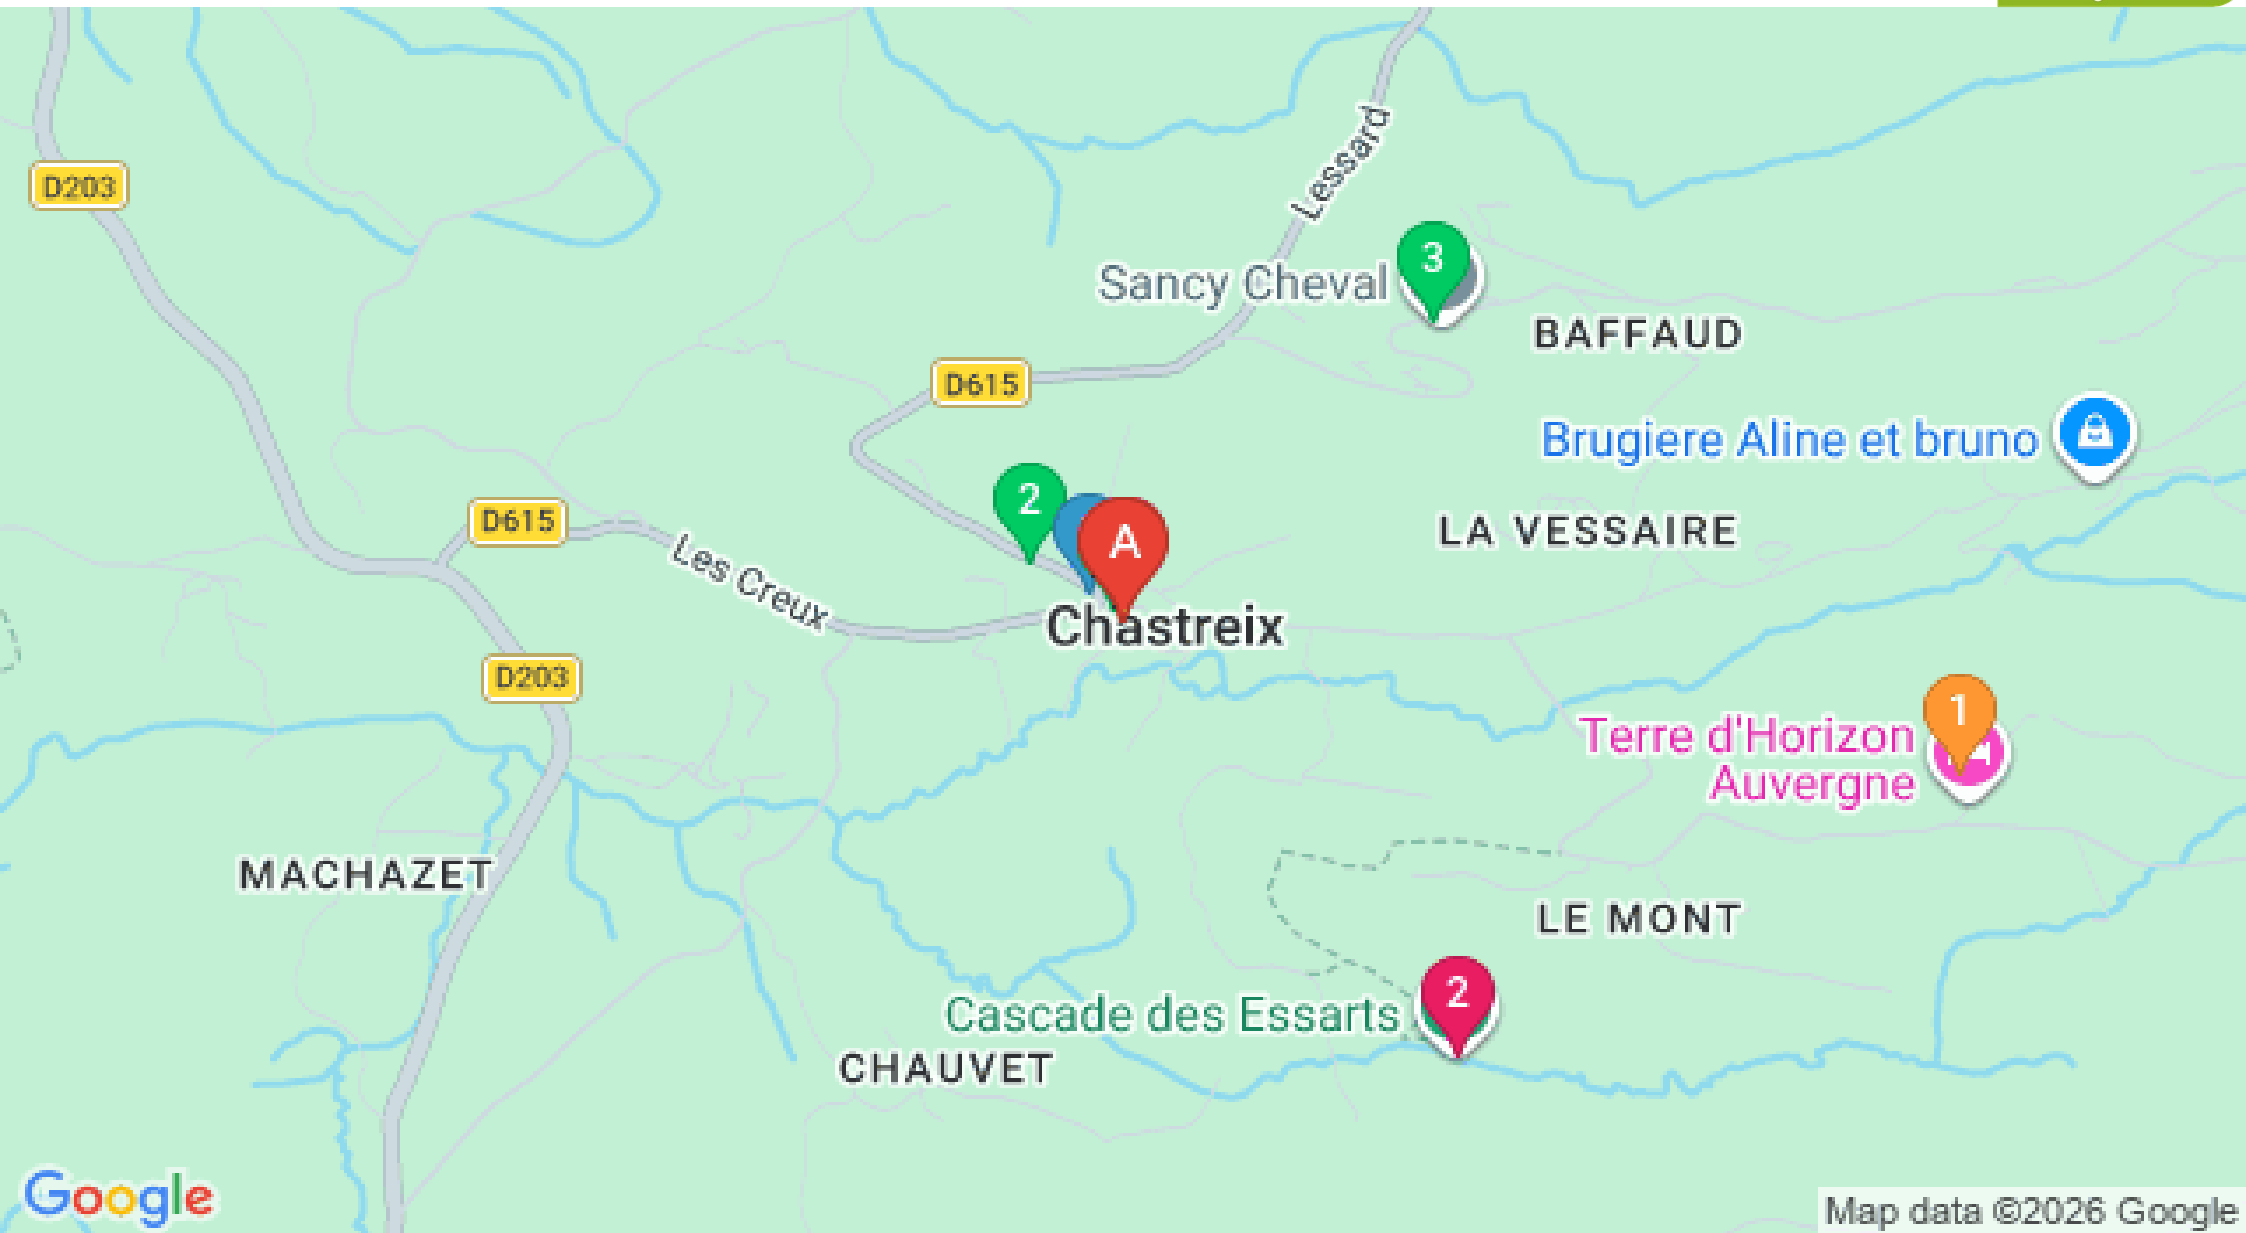 D203
Lessard
3
Sancy Cheval
BAFFAUD
D615
Brugiere Aline et bruno
2
D615
A
LA VESSAIRE
Les Creux
Chastreix
D203
1
Terre d'Horizon
Auvergne
MACHAZET
LE MONT
2
Cascade des Essarts
CHAUVET
Google
Map data ©2026 Google